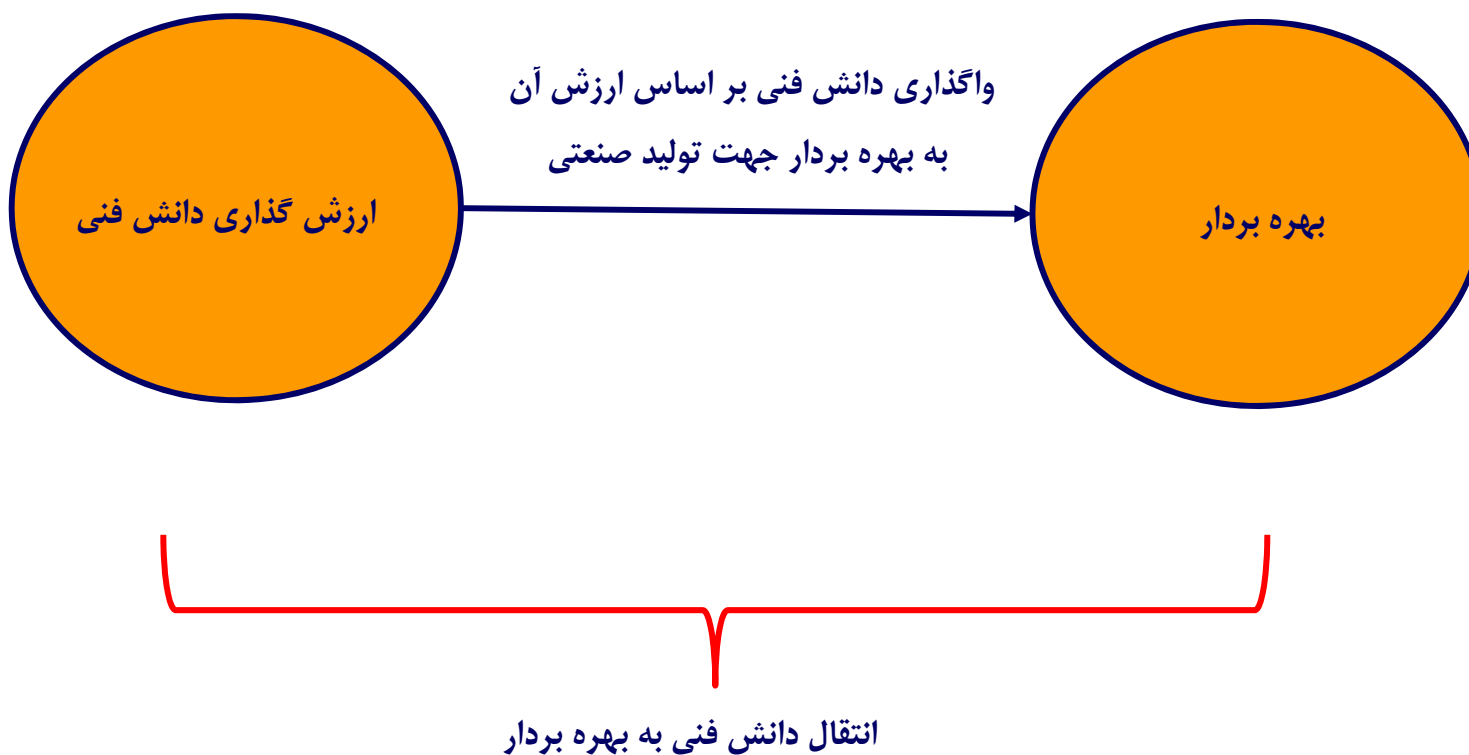 واگذاری دانش فنی بر اساس ارزش آن
به بهره بردار جهت تولید صنعتی
ارزش گذاری دانش فنی
بهره بردار
انتقال دانش فنی به بهره بردار